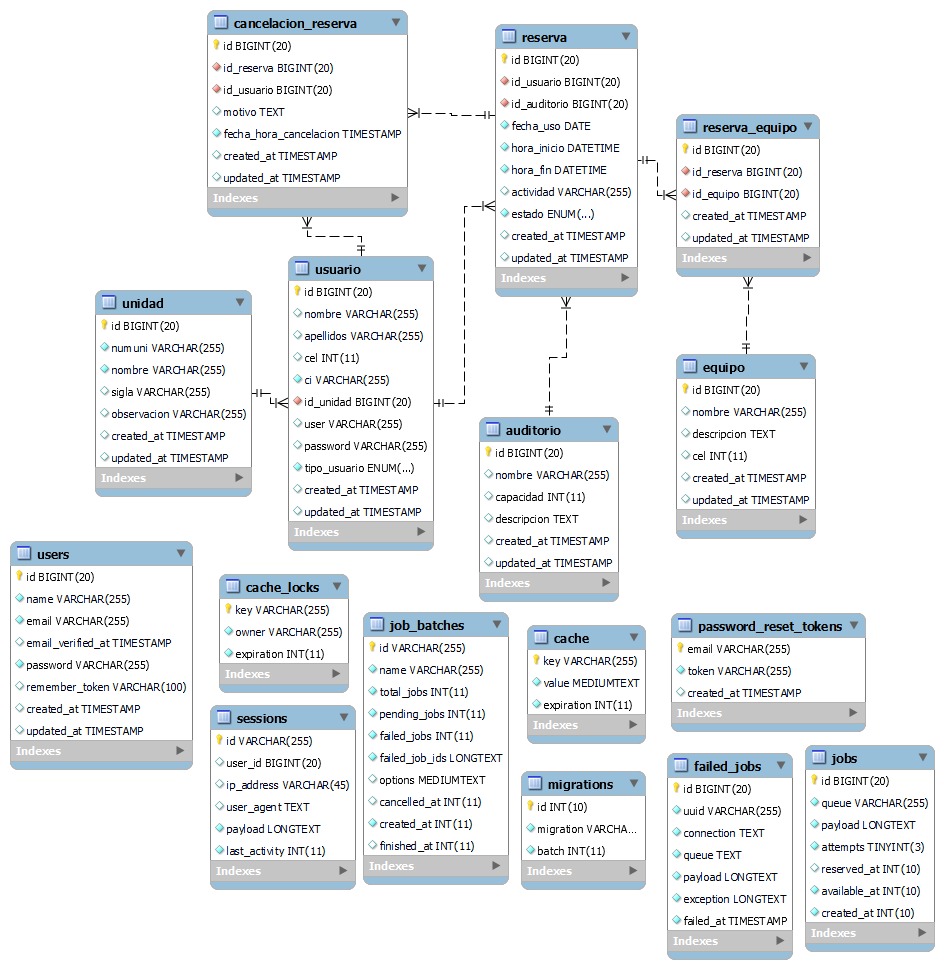 cancelacion_reserva
id BIGINT(20)
id_reserva BIGINT(20)
id_usuario BIGINT(20)
motivo TEXT
fecha_hora_cancelacion TIMESTAMP
created_at TIMESTAMP
updated_at TIMESTAMP
Indexes
reserva
id BIGINT(20)
id_usuario BIGINT(20)
id_auditorio BIGINT(20)
fecha_uso DATE
hora_inicio DATETIME
hora_fin DATETIME
actividad VARCHAR(255)
estado ENUM(...)
created_at TIMESTAMP
updated_at TIMESTAMP
Indexes
reserva_equipo
id BIGINT(20)
id_reserva BIGINT(20)
id_equipo BIGINT(20)
created_at TIMESTAMP
updated_at TIMESTAMP
Indexes
unidad
id BIGINT(20)
numuni VARCHAR(255)
nombre VARCHAR(255)
sigla VARCHAR(255)
observacion VARCHAR(255)
created_at TIMESTAMP
updated_at TIMESTAMP
Indexes
usuario
id BIGINT(20)
nombre VARCHAR(255)
apellidos VARCHAR(255)
cel INT(11)
ci VARCHAR(255)
id_unidad BIGINT(20)
user VARCHAR(255)
password VARCHAR(255)
tipo_usuario ENUM(...)
created_at TIMESTAMP
updated_at TIMESTAMP
Indexes
auditorio
id BIGINT(20)
nombre VARCHAR(255)
capacidad INT(11)
descripcion TEXT
created_at TIMESTAMP
updated_at TIMESTAMP
Indexes
equipo
id BIGINT(20)
nombre VARCHAR(255)
descripcion TEXT
cel INT(11)
created_at TIMESTAMP
updated_at TIMESTAMP
Indexes
users
id BIGINT(20)
name VARCHAR(255)
email VARCHAR(255)
email_verified_at TIMESTAMP
password VARCHAR(255)
remember_token VARCHAR(100)
created_at TIMESTAMP
updated_at TIMESTAMP
Indexes
cache_locks
key VARCHAR(255)
owner VARCHAR(255)
expiration INT(11)
Indexes
sessions
id VARCHAR(255)
user_id BIGINT(20)
ip_address VARCHAR(45)
user_agent TEXT
payload LONGTEXT
last_activity INT(11)
Indexes
job_batches
id VARCHAR(255)
name VARCHAR(255)
total_jobs INT(11)
pending_jobs INT(11)
failed_jobs INT(11)
failed_job_ids LONGTEXT
options MEDIUMTEXT
cancelled_at INT(11)
created_at INT(11)
finished_at INT(11)
Indexes
cache
key VARCHAR(255)
value MEDIUMTEXT
expiration INT(11)
Indexes
migrations
id INT(10)
migration VARCHA...
batch INT(11)
Indexes
password_reset_tokens
email VARCHAR(255)
token VARCHAR(255)
created_at TIMESTAMP
Indexes
failed_jobs
id BIGINT(20)
uuid VARCHAR(255)
connection TEXT
queue TEXT
payload LONGTEXT
exception LONGTEXT
failed_at TIMESTAMP
Indexes
jobs
id BIGINT(20)
queue VARCHAR(255)
payload LONGTEXT
attempts TINYINT(3)
reserved_at INT(10)
available_at INT(10)
created_at INT(10)
Indexes